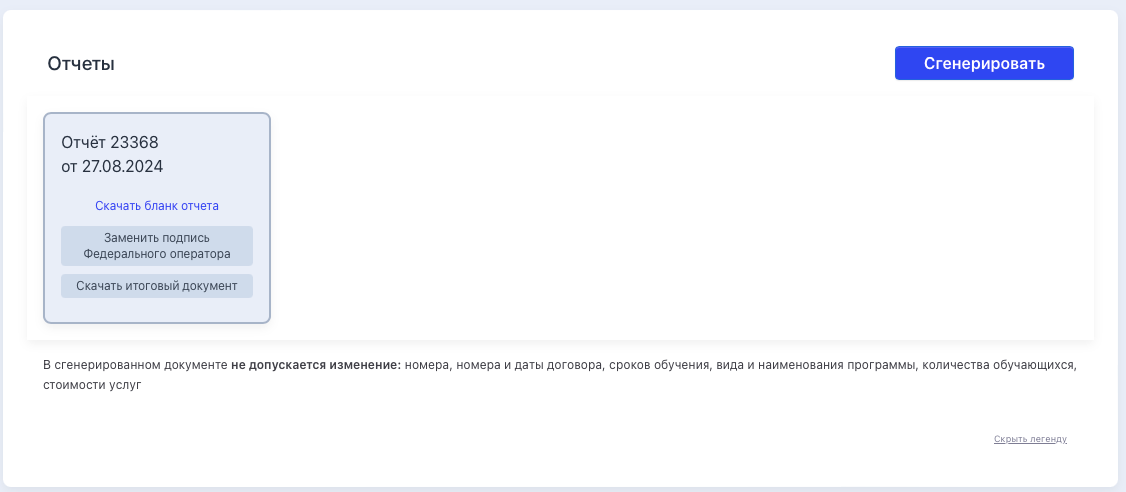 Отчеты
Сгенерировать
Отчёт 23368
от 27.08.2024
Скачать бланк отчета
Заменить подпись
Федерального оператора
Скачать итоговый документ
В сгенерированном документе не допускается изменение: номера, номера и даты договора, сроков обучения, вида и наименования программы, количества обучающихся,
стоимости услуг
Скрыть легенду